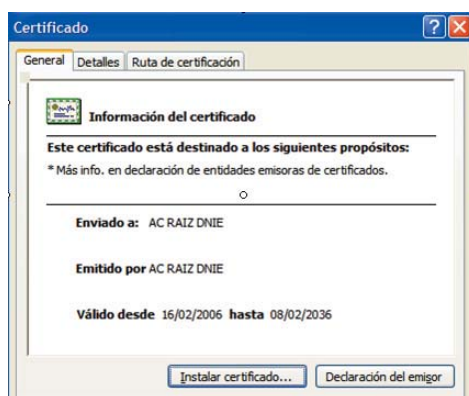 Certificado
General Detalles Ruta de certificación
Información del certificado
Este certificado está destinado a los siguientes propósitos:
*Más info. en declaración de entidades emisoras de certificados.
Enviado a: AC RAIZ DNIE
Emitido por AC RAIZ DNIE
Válido desde 16/02/2006 hasta 08/02/2036
Instalar certificado... Declaración del emisor